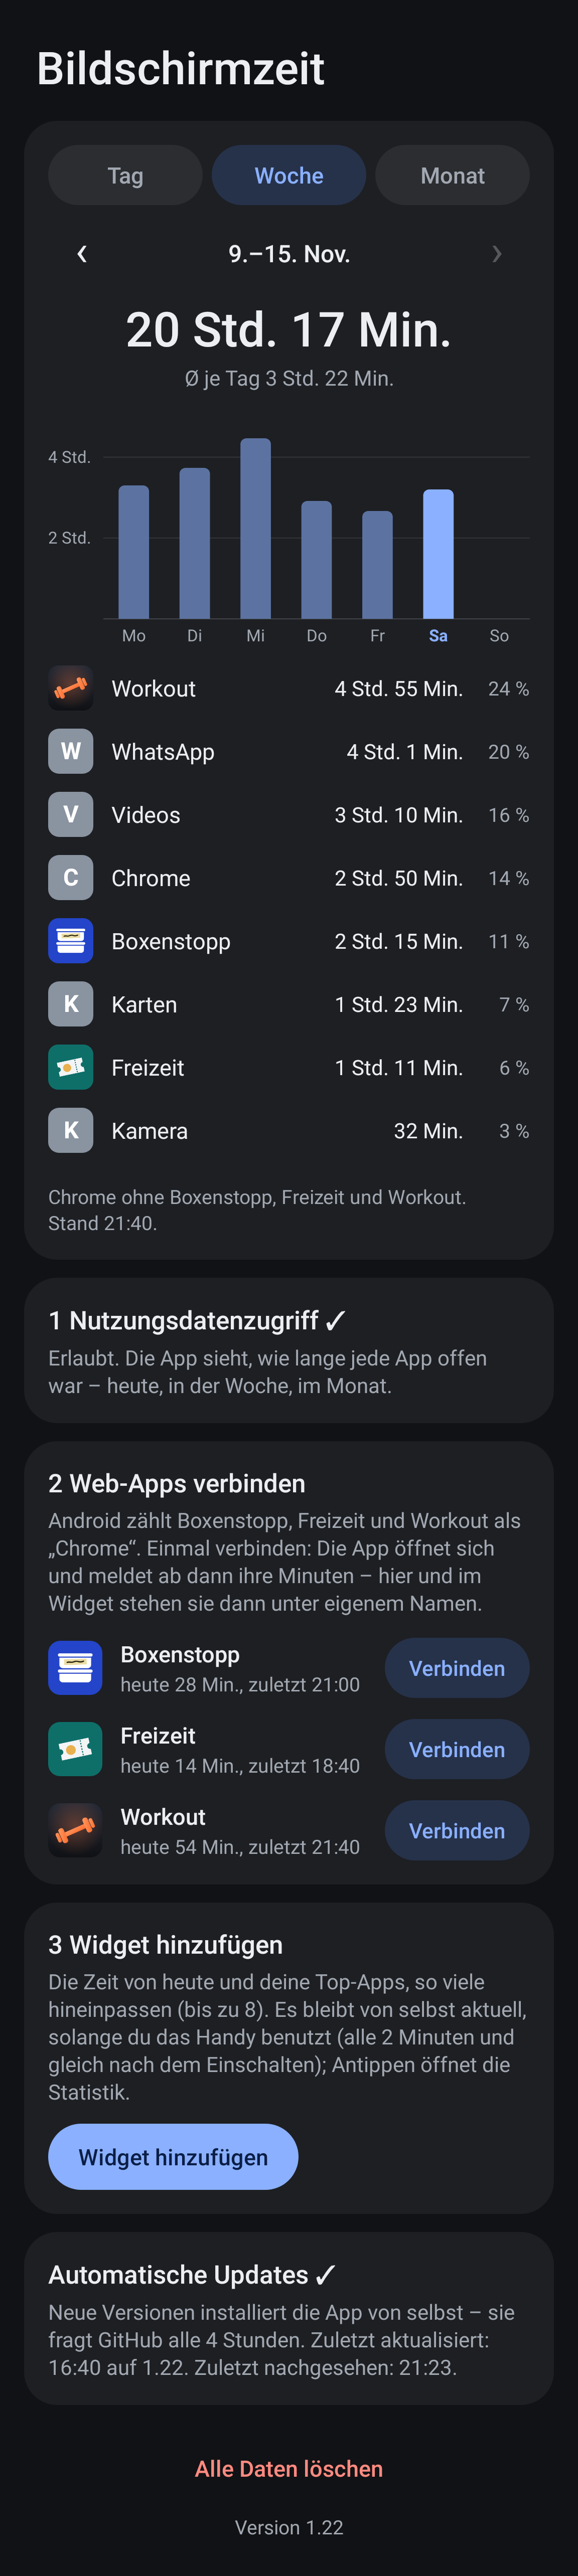 Bildschirmzeit
Tag Woche Monat
‹ 9.–15. Nov. ›
20 Std. 17 Min.
Ø je Tag 3 Std. 22 Min.
4 Std.
2 Std.
Mo Di Mi Do Fr Sa So
Workout 4 Std. 55 Min. 24 %
W WhatsApp 4 Std. 1 Min. 20 %
V Videos 3 Std. 10 Min. 16 %
C Chrome 2 Std. 50 Min. 14 %
Boxenstopp 2 Std. 15 Min. 11 %
K Karten 1 Std. 23 Min. 7 %
Freizeit 1 Std. 11 Min. 6 %
K Kamera 32 Min. 3 %
Chrome ohne Boxenstopp, Freizeit und Workout.
Stand 21:40.
1 Nutzungsdatenzugriff ✓
Erlaubt. Die App sieht, wie lange jede App offen
war – heute, in der Woche, im Monat.
2 Web-Apps verbinden
Android zählt Boxenstopp, Freizeit und Workout als
„Chrome“. Einmal verbinden: Die App öffnet sich
und meldet ab dann ihre Minuten – hier und im
Widget stehen sie dann unter eigenem Namen.
Boxenstopp
heute 28 Min., zuletzt 21:00
Verbinden
Freizeit
heute 14 Min., zuletzt 18:40
Verbinden
Workout
heute 54 Min., zuletzt 21:40
Verbinden
3 Widget hinzufügen
Die Zeit von heute und deine Top-Apps, so viele
hineinpassen (bis zu 8). Es bleibt von selbst aktuell,
solange du das Handy benutzt (alle 2 Minuten und
gleich nach dem Einschalten); Antippen öffnet die
Statistik.
Widget hinzufügen
Automatische Updates ✓
Neue Versionen installiert die App von selbst – sie
fragt GitHub alle 4 Stunden. Zuletzt aktualisiert:
16:40 auf 1.22. Zuletzt nachgesehen: 21:23.
Alle Daten löschen
Version 1.22